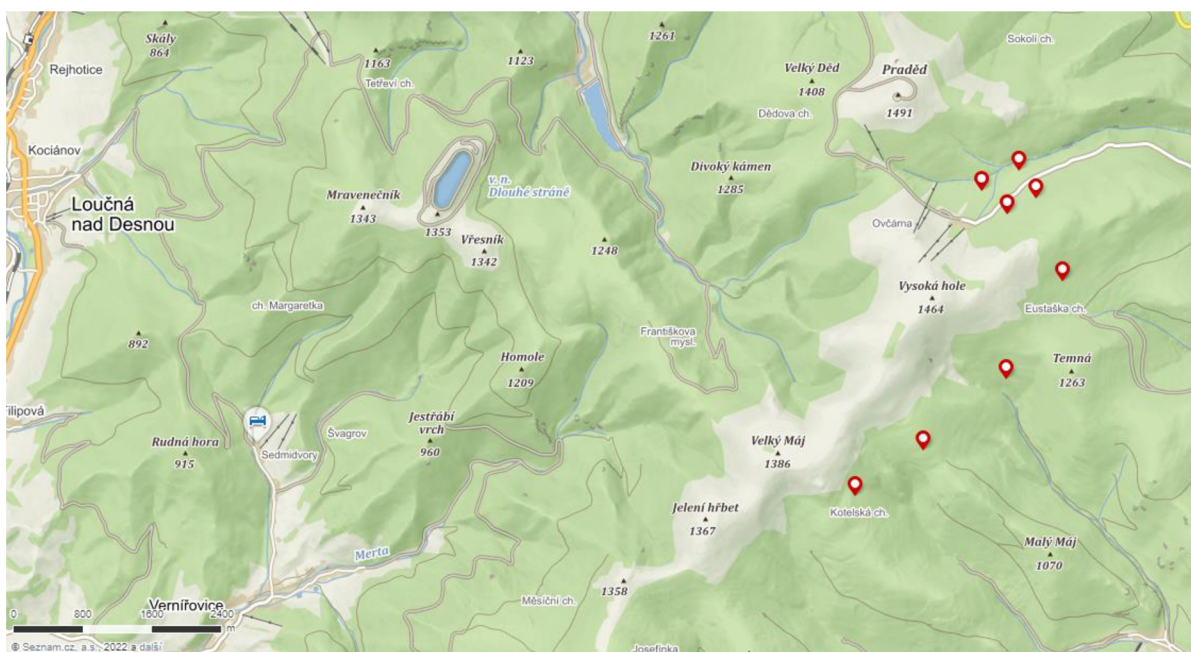 Skály
864
Rejhotice
1163
Tetřeví ch.
1123
1261
Velký Děd
1408
Praděd
1491
Sokolí ch.
Dědova ch.
Kociánov
Divoký kámen
1285
v. n.
Dlouhé stráně
Mravenečník
1343
1353
Loučná
nad Desnou
Vřesník
1342
1248
Ovčárna
Vysoká hole
1464
ch. Margaretka
Eustaška ch.
892
Františkova
mysl.
Homole
1209
Temná
1263
Filipová
Jestřábí
vrch
960
Rudná hora
915
Švagrov
Sedmidvory
Velký Máj
1386
Jelení hřbet
1367
Kotelská ch.
Malý Máj
1070
Merta
1358
Měsíční ch.
Vernířovice
0 800 1600 2400 m
Josefinka
© Seznam.cz, a.s., 2022 a další